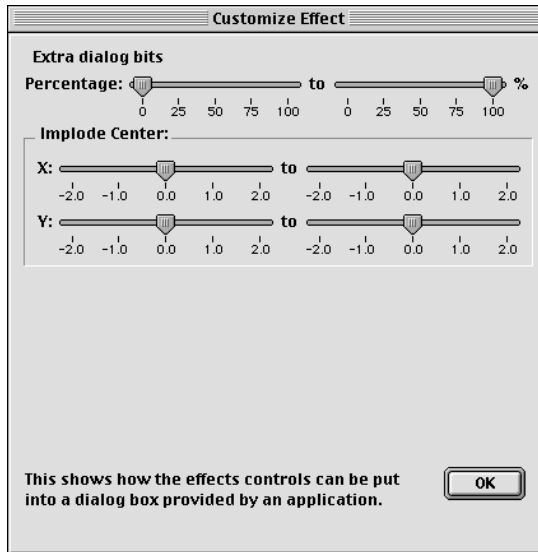 Customize Effect
Extra dialog bits
Percentage: to %
0 25 50 75 100 0 25 50 75 100
Implode Center:
X: to
-2.0 -1.0 0.0 1.0 2.0 -2.0 -1.0 0.0 1.0 2.0
Y: to
-2.0 -1.0 0.0 1.0 2.0 -2.0 -1.0 0.0 1.0 2.0
This shows how the effects controls can be put
into a dialog box provided by an application.
OK